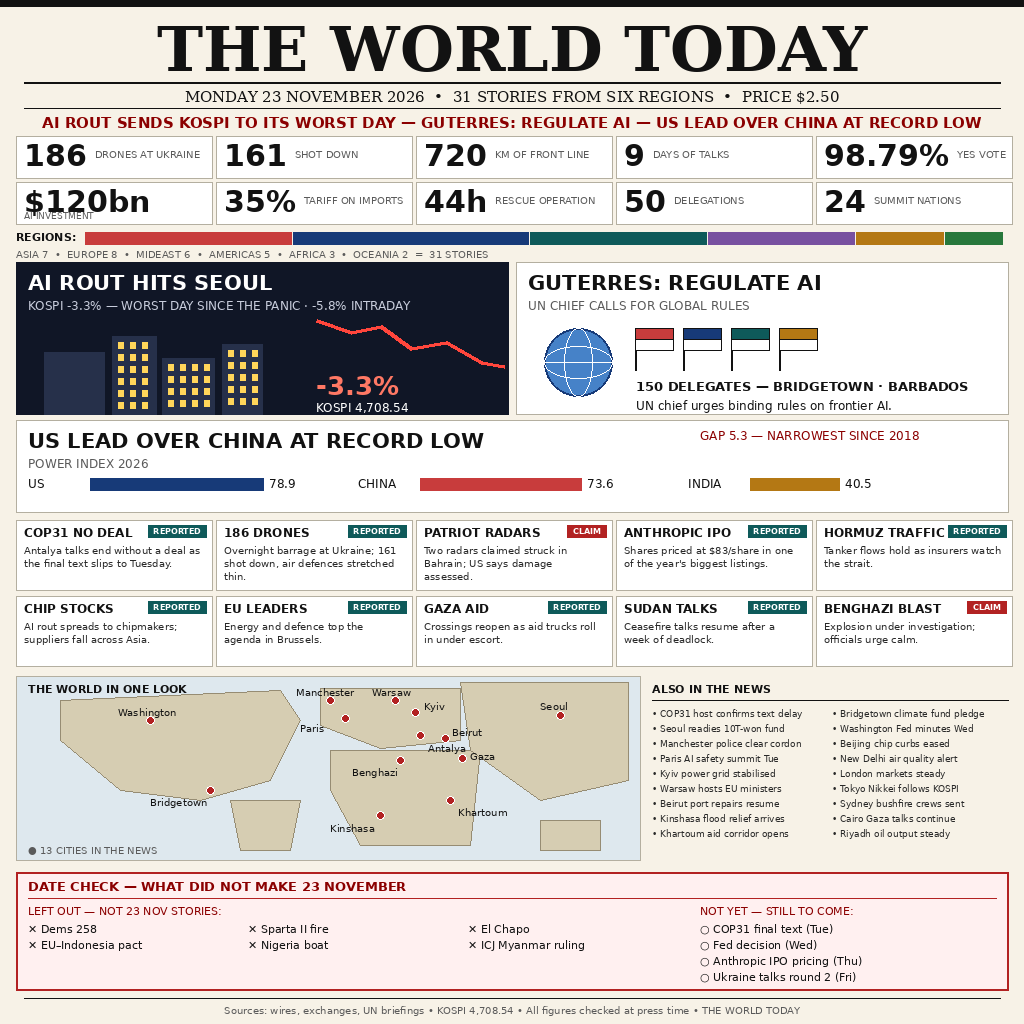 THE WORLD TODAY
MONDAY 23 NOVEMBER 2026 • 31 STORIES FROM SIX REGIONS • PRICE $2.50
AI ROUT SENDS KOSPI TO ITS WORST DAY — GUTERRES: REGULATE AI — US LEAD OVER CHINA AT RECORD LOW
186 DRONES AT UKRAINE
161 SHOT DOWN
720 KM OF FRONT LINE
9 DAYS OF TALKS
98.79% YES VOTE
$120bn
AI INVESTMENT
35% TARIFF ON IMPORTS
44h RESCUE OPERATION
50 DELEGATIONS
24 SUMMIT NATIONS
REGIONS:
ASIA 7 • EUROPE 8 • MIDEAST 6 • AMERICAS 5 • AFRICA 3 • OCEANIA 2 = 31 STORIES
AI ROUT HITS SEOUL
KOSPI -3.3% — WORST DAY SINCE THE PANIC · -5.8% INTRADAY
-3.3%
KOSPI 4,708.54
GUTERRES: REGULATE AI
UN CHIEF CALLS FOR GLOBAL RULES
150 DELEGATES — BRIDGETOWN · BARBADOS
UN chief urges binding rules on frontier AI.
US LEAD OVER CHINA AT RECORD LOW
GAP 5.3 — NARROWEST SINCE 2018
POWER INDEX 2026
US 78.9
CHINA 73.6
INDIA 40.5
COP31 NO DEAL REPORTED
Antalya talks end without a deal as
the final text slips to Tuesday.
186 DRONES REPORTED
Overnight barrage at Ukraine; 161
shot down, air defences stretched
thin.
PATRIOT RADARS CLAIM
Two radars claimed struck in
Bahrain; US says damage
assessed.
ANTHROPIC IPO REPORTED
Shares priced at $83/share in one
of the year's biggest listings.
HORMUZ TRAFFIC REPORTED
Tanker flows hold as insurers watch
the strait.
CHIP STOCKS REPORTED
AI rout spreads to chipmakers;
suppliers fall across Asia.
EU LEADERS REPORTED
Energy and defence top the
agenda in Brussels.
GAZA AID REPORTED
Crossings reopen as aid trucks roll
in under escort.
SUDAN TALKS REPORTED
Ceasefire talks resume after a
week of deadlock.
BENGHAZI BLAST CLAIM
Explosion under investigation;
officials urge calm.
THE WORLD IN ONE LOOK
Manchester
Warsaw
Washington
Kyiv
Seoul
Paris
Beirut
Antalya
Gaza
Benghazi
Bridgetown
Khartoum
Kinshasa
● 13 CITIES IN THE NEWS
ALSO IN THE NEWS
• COP31 host confirms text delay
• Seoul readies 10T-won fund
• Manchester police clear cordon
• Paris AI safety summit Tue
• Kyiv power grid stabilised
• Warsaw hosts EU ministers
• Beirut port repairs resume
• Kinshasa flood relief arrives
• Khartoum aid corridor opens
• Bridgetown climate fund pledge
• Washington Fed minutes Wed
• Beijing chip curbs eased
• New Delhi air quality alert
• London markets steady
• Tokyo Nikkei follows KOSPI
• Sydney bushfire crews sent
• Cairo Gaza talks continue
• Riyadh oil output steady
DATE CHECK — WHAT DID NOT MAKE 23 NOVEMBER
LEFT OUT — NOT 23 NOV STORIES:
✕ Dems 258
✕ EU–Indonesia pact
✕ Sparta II fire
✕ Nigeria boat
✕ El Chapo
✕ ICJ Myanmar ruling
NOT YET — STILL TO COME:
○ COP31 final text (Tue)
○ Fed decision (Wed)
○ Anthropic IPO pricing (Thu)
○ Ukraine talks round 2 (Fri)
Sources: wires, exchanges, UN briefings • KOSPI 4,708.54 • All figures checked at press time • THE WORLD TODAY